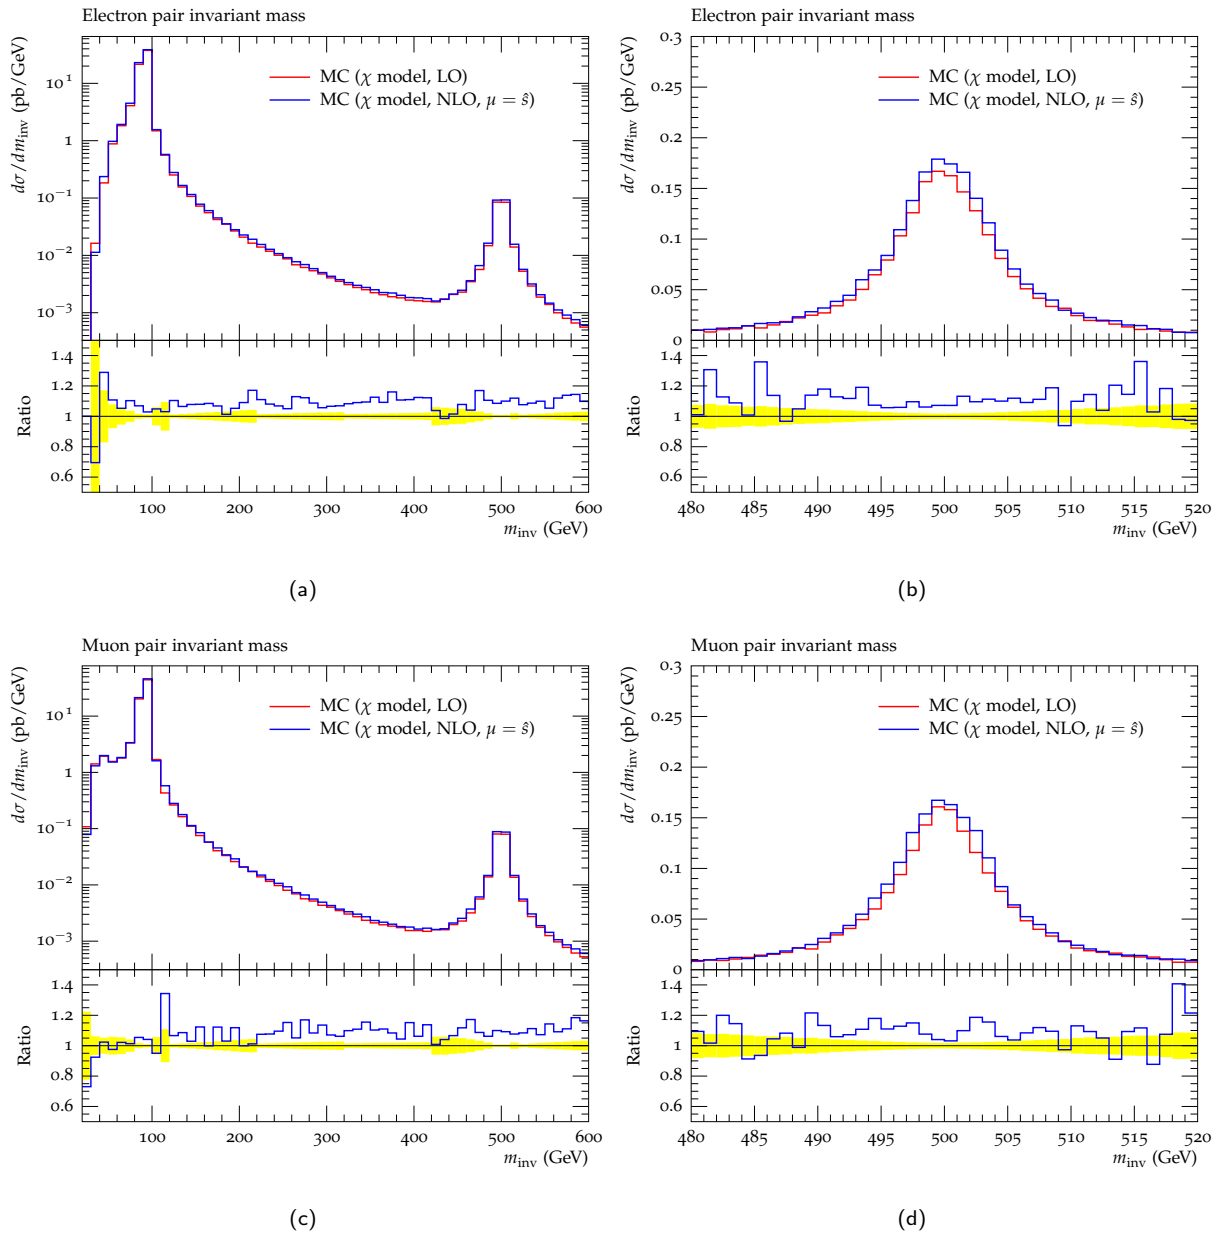 Electron pair invariant mass
dσ/dm_inv (pb/GeV)
10^1
1
10^−1
10^−2
10^−3
MC (χ model, LO)
MC (χ model, NLO, μ = ŝ)
Ratio
1.4
1.2
1
0.8
0.6
100 200 300 400 500 600
m_inv (GeV)
(a)
Electron pair invariant mass
dσ/dm_inv (pb/GeV)
0.3
0.25
0.2
0.15
0.1
0.05
0
MC (χ model, LO)
MC (χ model, NLO, μ = ŝ)
Ratio
1.4
1.2
1
0.8
0.6
480 485 490 495 500 505 510 515 520
m_inv (GeV)
(b)
Muon pair invariant mass
dσ/dm_inv (pb/GeV)
10^1
1
10^−1
10^−2
10^−3
MC (χ model, LO)
MC (χ model, NLO, μ = ŝ)
Ratio
1.4
1.2
1
0.8
0.6
100 200 300 400 500 600
m_inv (GeV)
(c)
Muon pair invariant mass
dσ/dm_inv (pb/GeV)
0.3
0.25
0.2
0.15
0.1
0.05
0
MC (χ model, LO)
MC (χ model, NLO, μ = ŝ)
Ratio
1.4
1.2
1
0.8
0.6
480 485 490 495 500 505 510 515 520
m_inv (GeV)
(d)